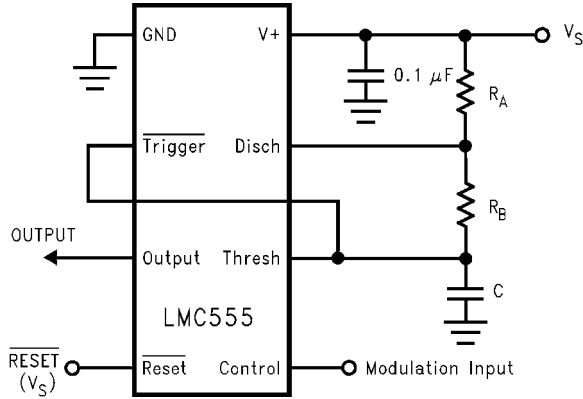 GND
V+
V_S
0.1 μF
R_A
Trigger
Disch
R_B
OUTPUT
Output
Thresh
C
LMC555
RESET
(V_S)
Reset
Control
Modulation Input